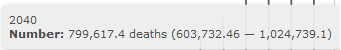 2040
Number: 799,617.4 deaths (603,732.46 — 1,024,739.1)